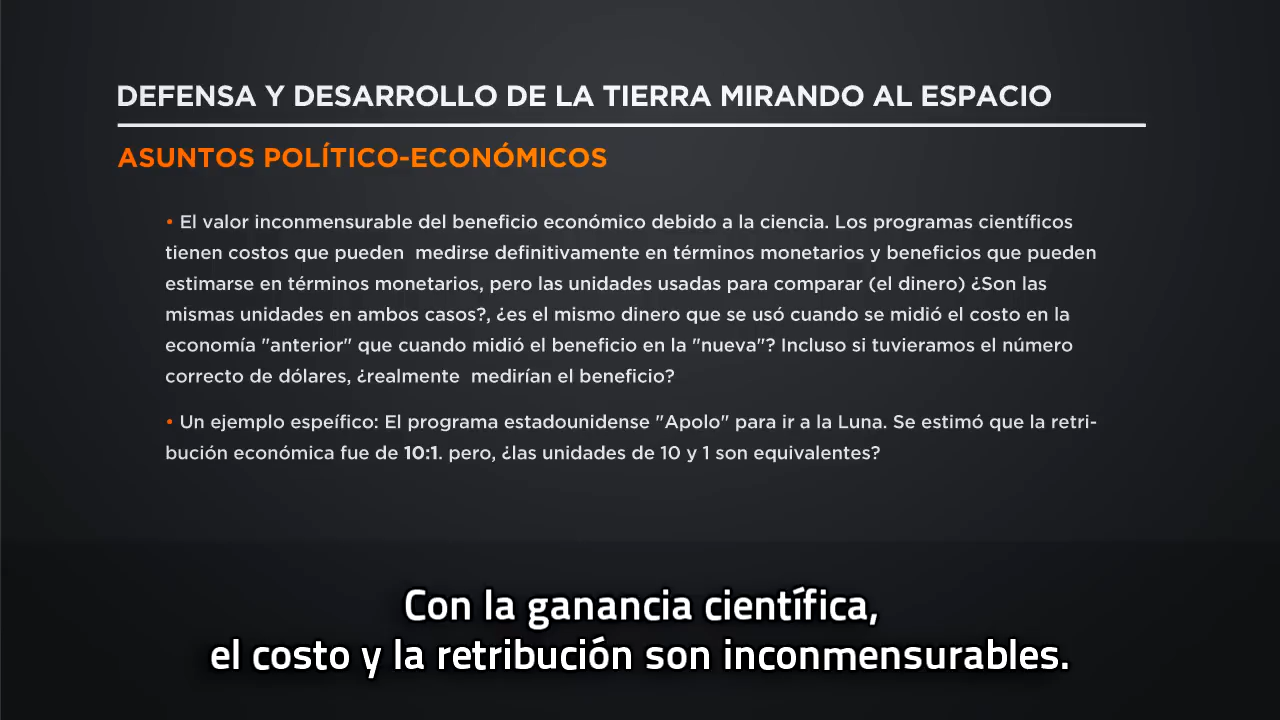 DEFENSA Y DESARROLLO DE LA TIERRA MIRANDO AL ESPACIO
ASUNTOS POLÍTICO-ECONÓMICOS
• El valor inconmensurable del beneficio económico debido a la ciencia. Los programas científicos
tienen costos que pueden  medirse definitivamente en términos monetarios y beneficios que pueden
estimarse en términos monetarios, pero las unidades usadas para comparar (el dinero) ¿Son las
mismas unidades en ambos casos?, ¿es el mismo dinero que se usó cuando se midió el costo en la
economía "anterior" que cuando midió el beneficio en la "nueva"? Incluso si tuvieramos el número
correcto de dólares, ¿realmente  medirían el beneficio?
• Un ejemplo espeífico: El programa estadounidense "Apolo" para ir a la Luna. Se estimó que la retri-
bución económica fue de 10:1. pero, ¿las unidades de 10 y 1 son equivalentes?
Con la ganancia científica,
el costo y la retribución son inconmensurables.